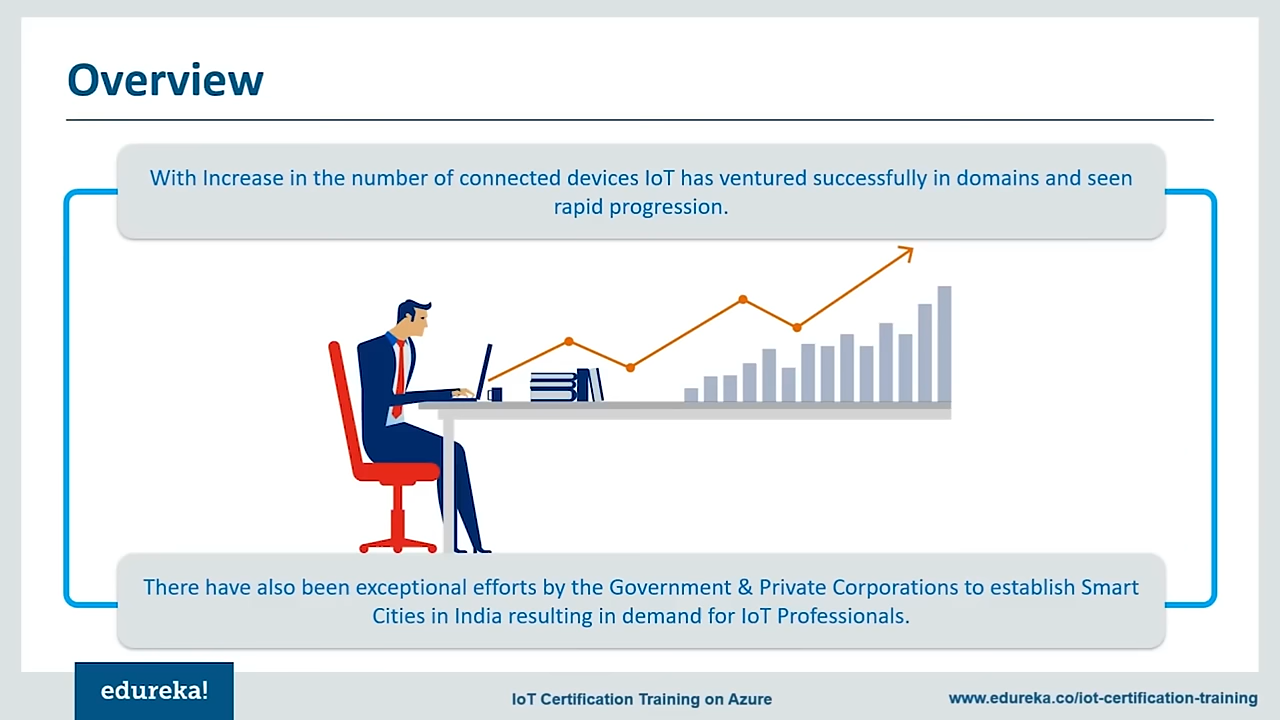 Overview
With Increase in the number of connected devices IoT has ventured successfully in domains and seen
rapid progression.
There have also been exceptional efforts by the Government & Private Corporations to establish Smart
Cities in India resulting in demand for IoT Professionals.
edureka!
IoT Certification Training on Azure
www.edureka.co/iot-certification-training